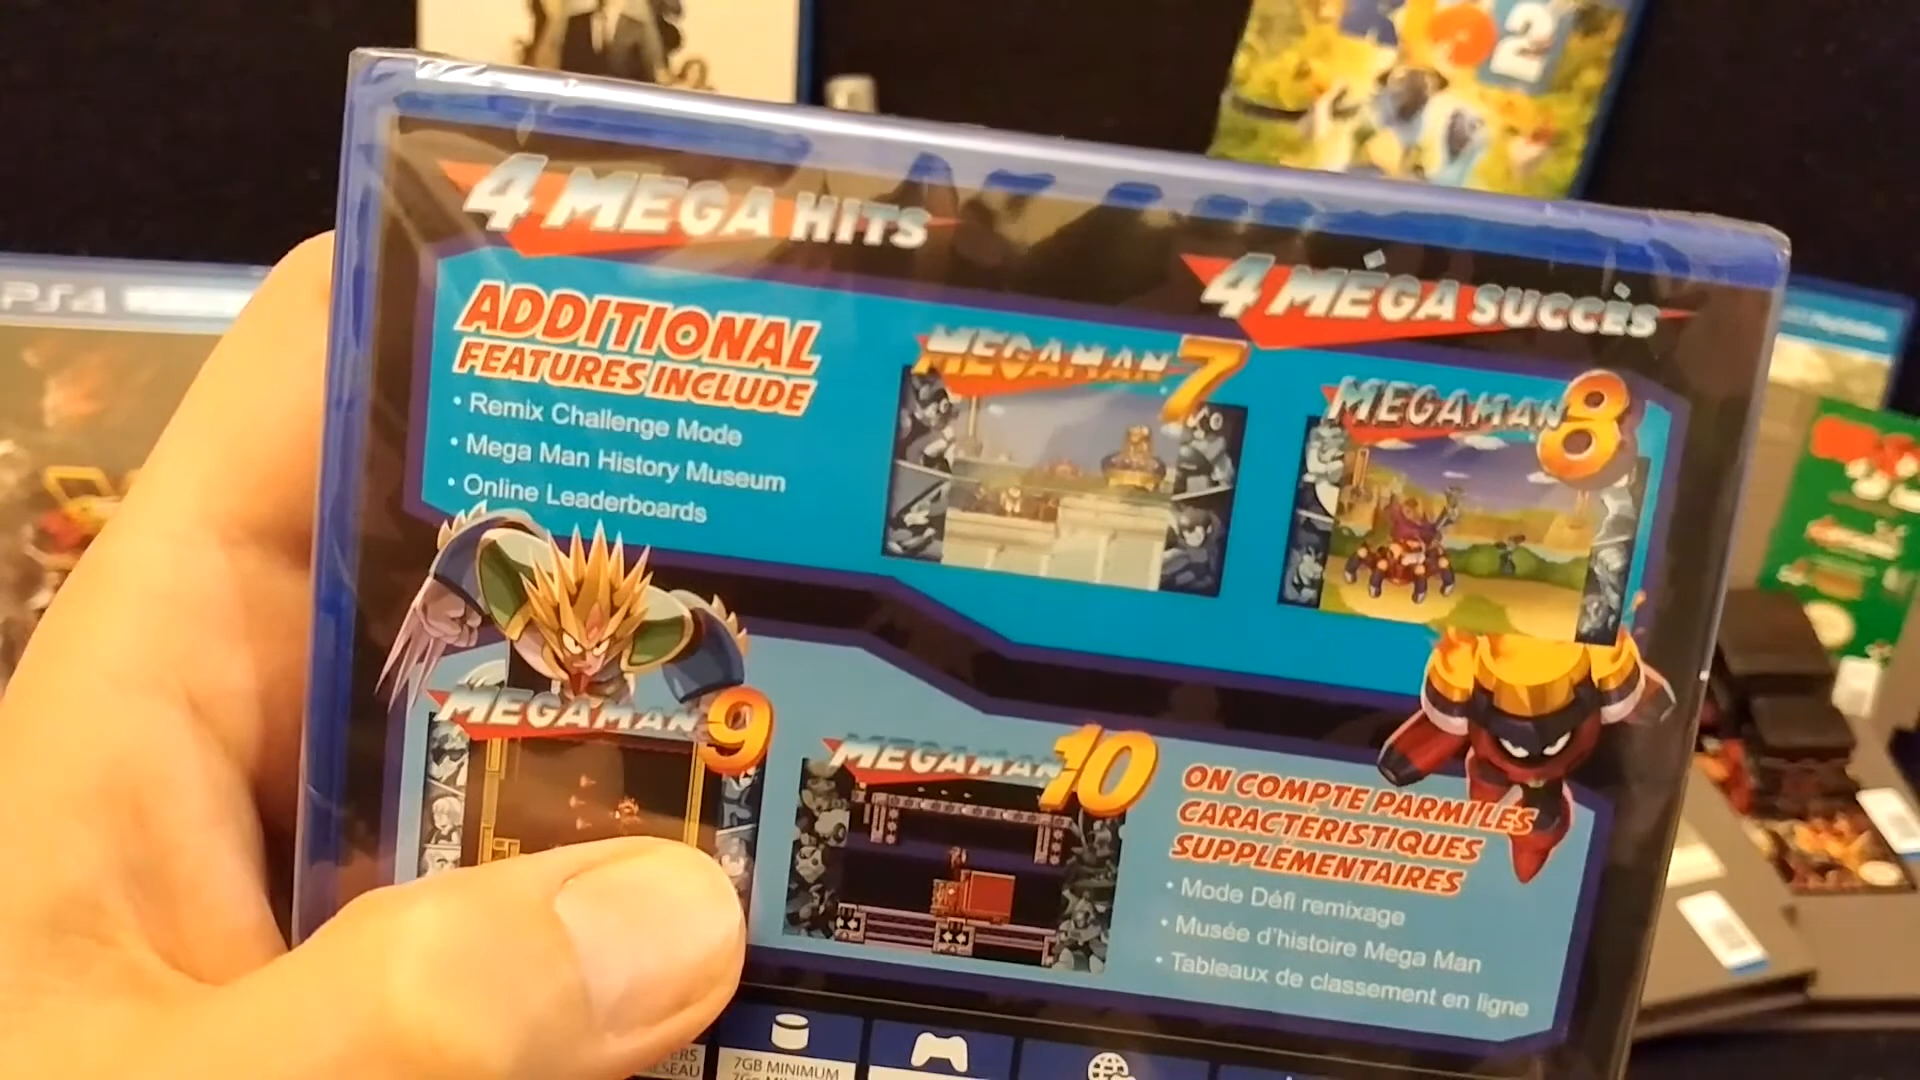 2
PS4
4 MEGA HITS
4 MÉGA SUCCÈS
ADDITIONAL
FEATURES INCLUDE
• Remix Challenge Mode
• Mega Man History Museum
• Online Leaderboards
MEGAMAN 7
MEGAMAN 8
MEGAMAN 9
MEGAMAN 10
ON COMPTE PARMI LES
CARACTÉRISTIQUES
SUPPLÉMENTAIRES
• Mode Défi remixage
• Musée d'histoire Mega Man
• Tableaux de classement en ligne
7GB MINIMUM